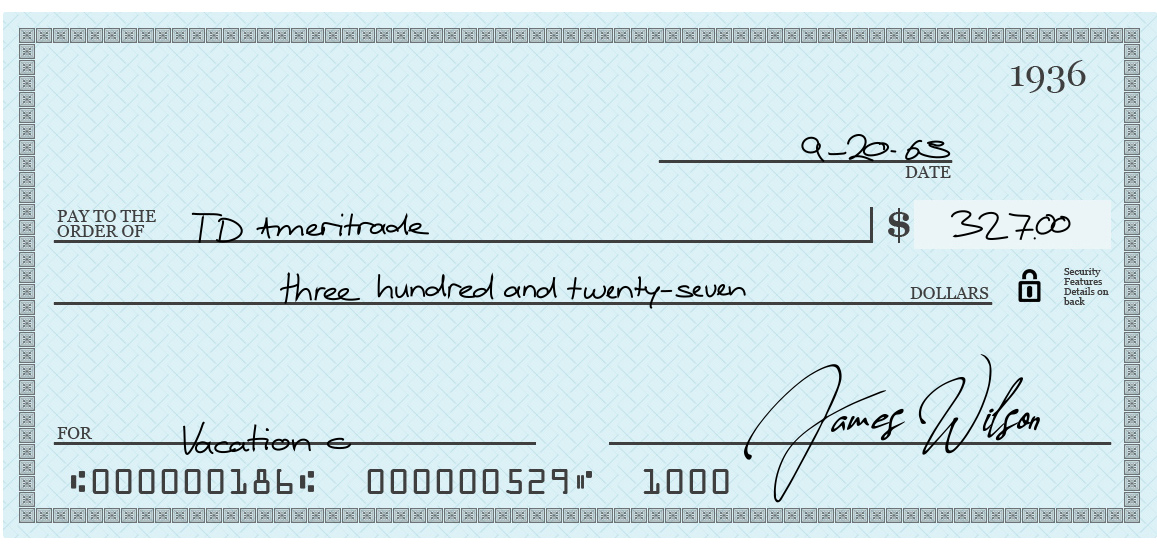 1936
9-20-63
DATE
PAY TO THE
ORDER OF TD Ameritrade $ 327.00
three hundred and twenty-seven DOLLARS
Security
Features
Details on
back
FOR Vacation c James Wilson
⑆000000186⑆ 000000529⑈ 1000